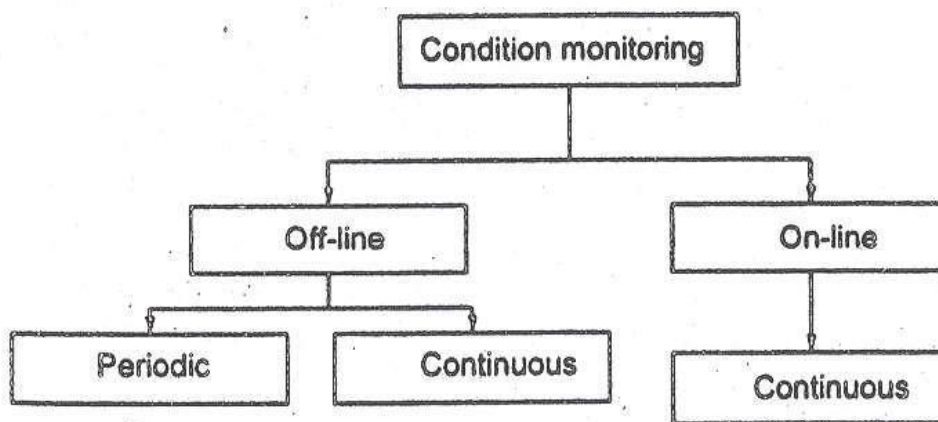 Condition monitoring
Off-line
On-line
Periodic
Continuous
Continuous